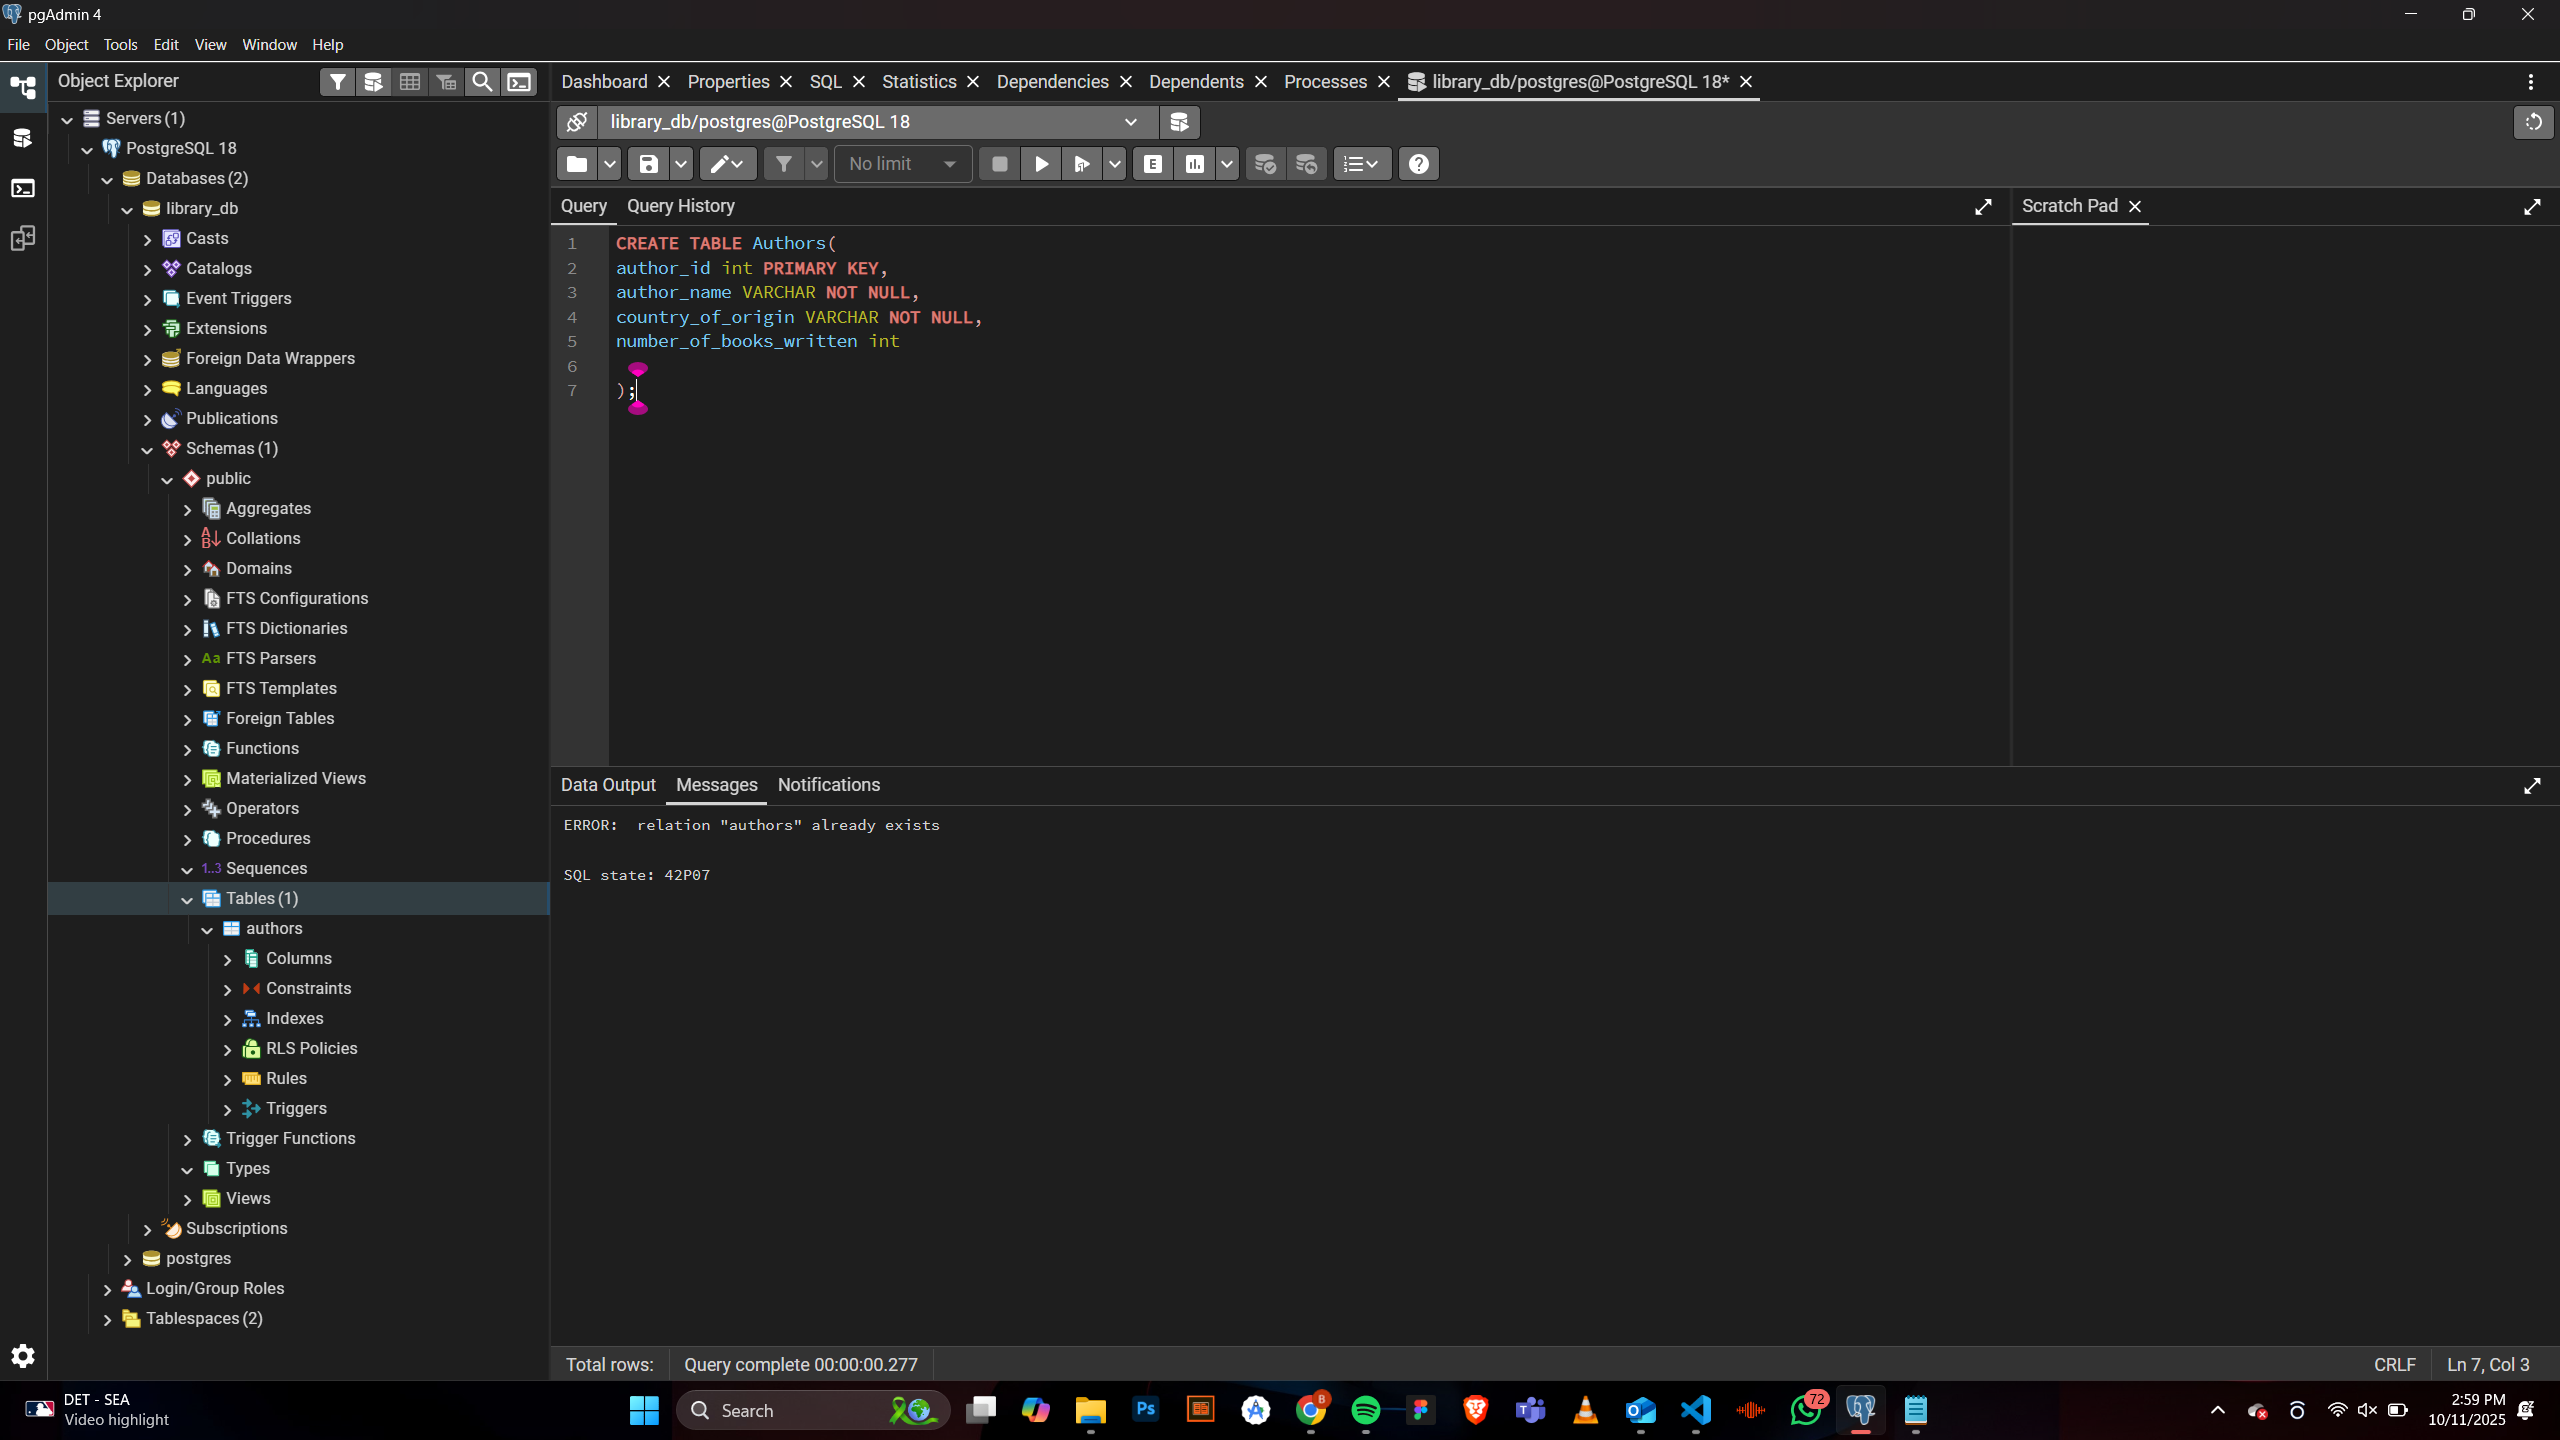 pgAdmin 4
File Object Tools Edit View Window Help
Object Explorer
Dashboard Properties SQL Statistics Dependencies Dependents Processes library_db/postgres@PostgreSQL 18*
library_db/postgres@PostgreSQL 18
No limit
E
Servers (1)
PostgreSQL 18
Databases (2)
library_db
Casts
Catalogs
Event Triggers
Extensions
Foreign Data Wrappers
Languages
Publications
Schemas (1)
public
Aggregates
Collations
Domains
FTS Configurations
FTS Dictionaries
Aa FTS Parsers
FTS Templates
Foreign Tables
Functions
Materialized Views
Operators
Procedures
1..3 Sequences
Tables (1)
authors
Columns
Constraints
Indexes
RLS Policies
Rules
Triggers
Trigger Functions
Types
Views
Subscriptions
postgres
Login/Group Roles
Tablespaces (2)
Query Query History
Scratch Pad
1 CREATE TABLE Authors(
2 author_id int PRIMARY KEY,
3 author_name VARCHAR NOT NULL,
4 country_of_origin VARCHAR NOT NULL,
5 number_of_books_written int
6
7 );
Data Output Messages Notifications
ERROR: relation "authors" already exists
SQL state: 42P07
Total rows: Query complete 00:00:00.277
CRLF Ln 7, Col 3
DET - SEA
Video highlight
Search
Ps
B
72
2:59 PM
10/11/2025